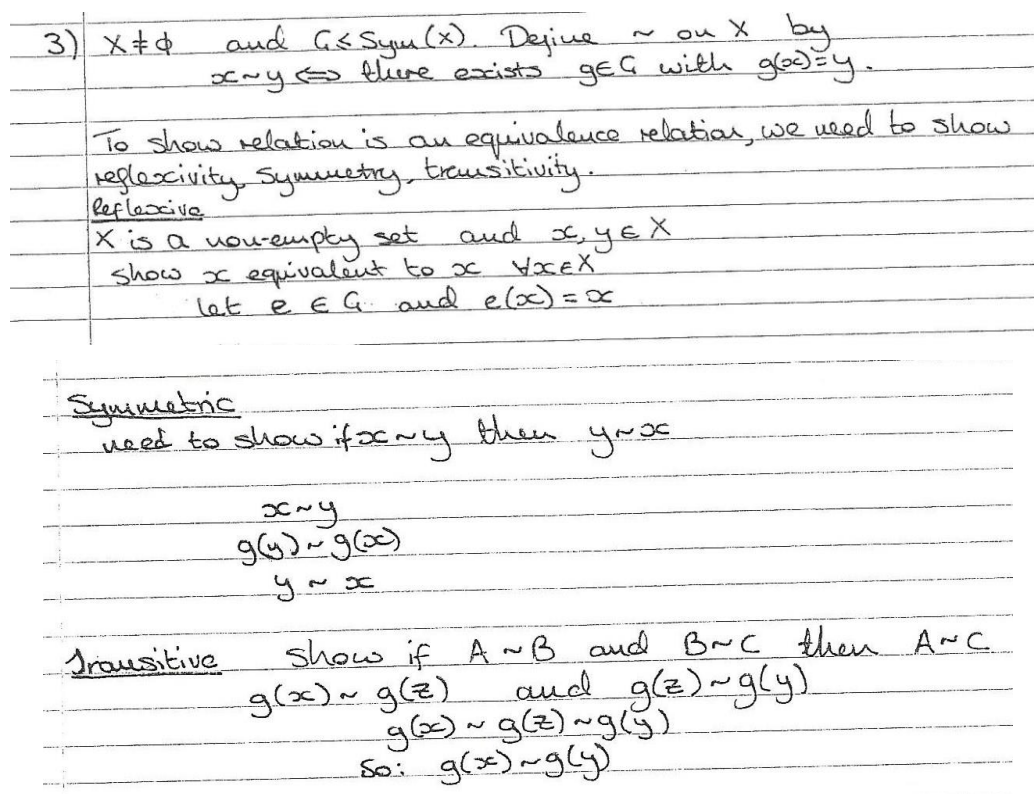 3) X ≠ ϕ and G ≤ Sym(X). Define ~ on X by
x~y ⟺ there exists g∈G with g(x)=y.
To show relation is an equivalence relation, we need to show
reflexivity, symmetry, transitivity.
Reflexive
X is a non-empty set and x, y ∈ X
show x equivalent to x ∀x∈X
let e ∈ G and e(x) = x
Symmetric
need to show if x~y then y~x
x~y
g(y) ~ g(x)
y ~ x
Transitive Show if A ~ B and B~C then A~C
g(x) ~ g(z) and g(z) ~ g(y)
g(x) ~ g(z) ~ g(y)
So: g(x) ~ g(y)